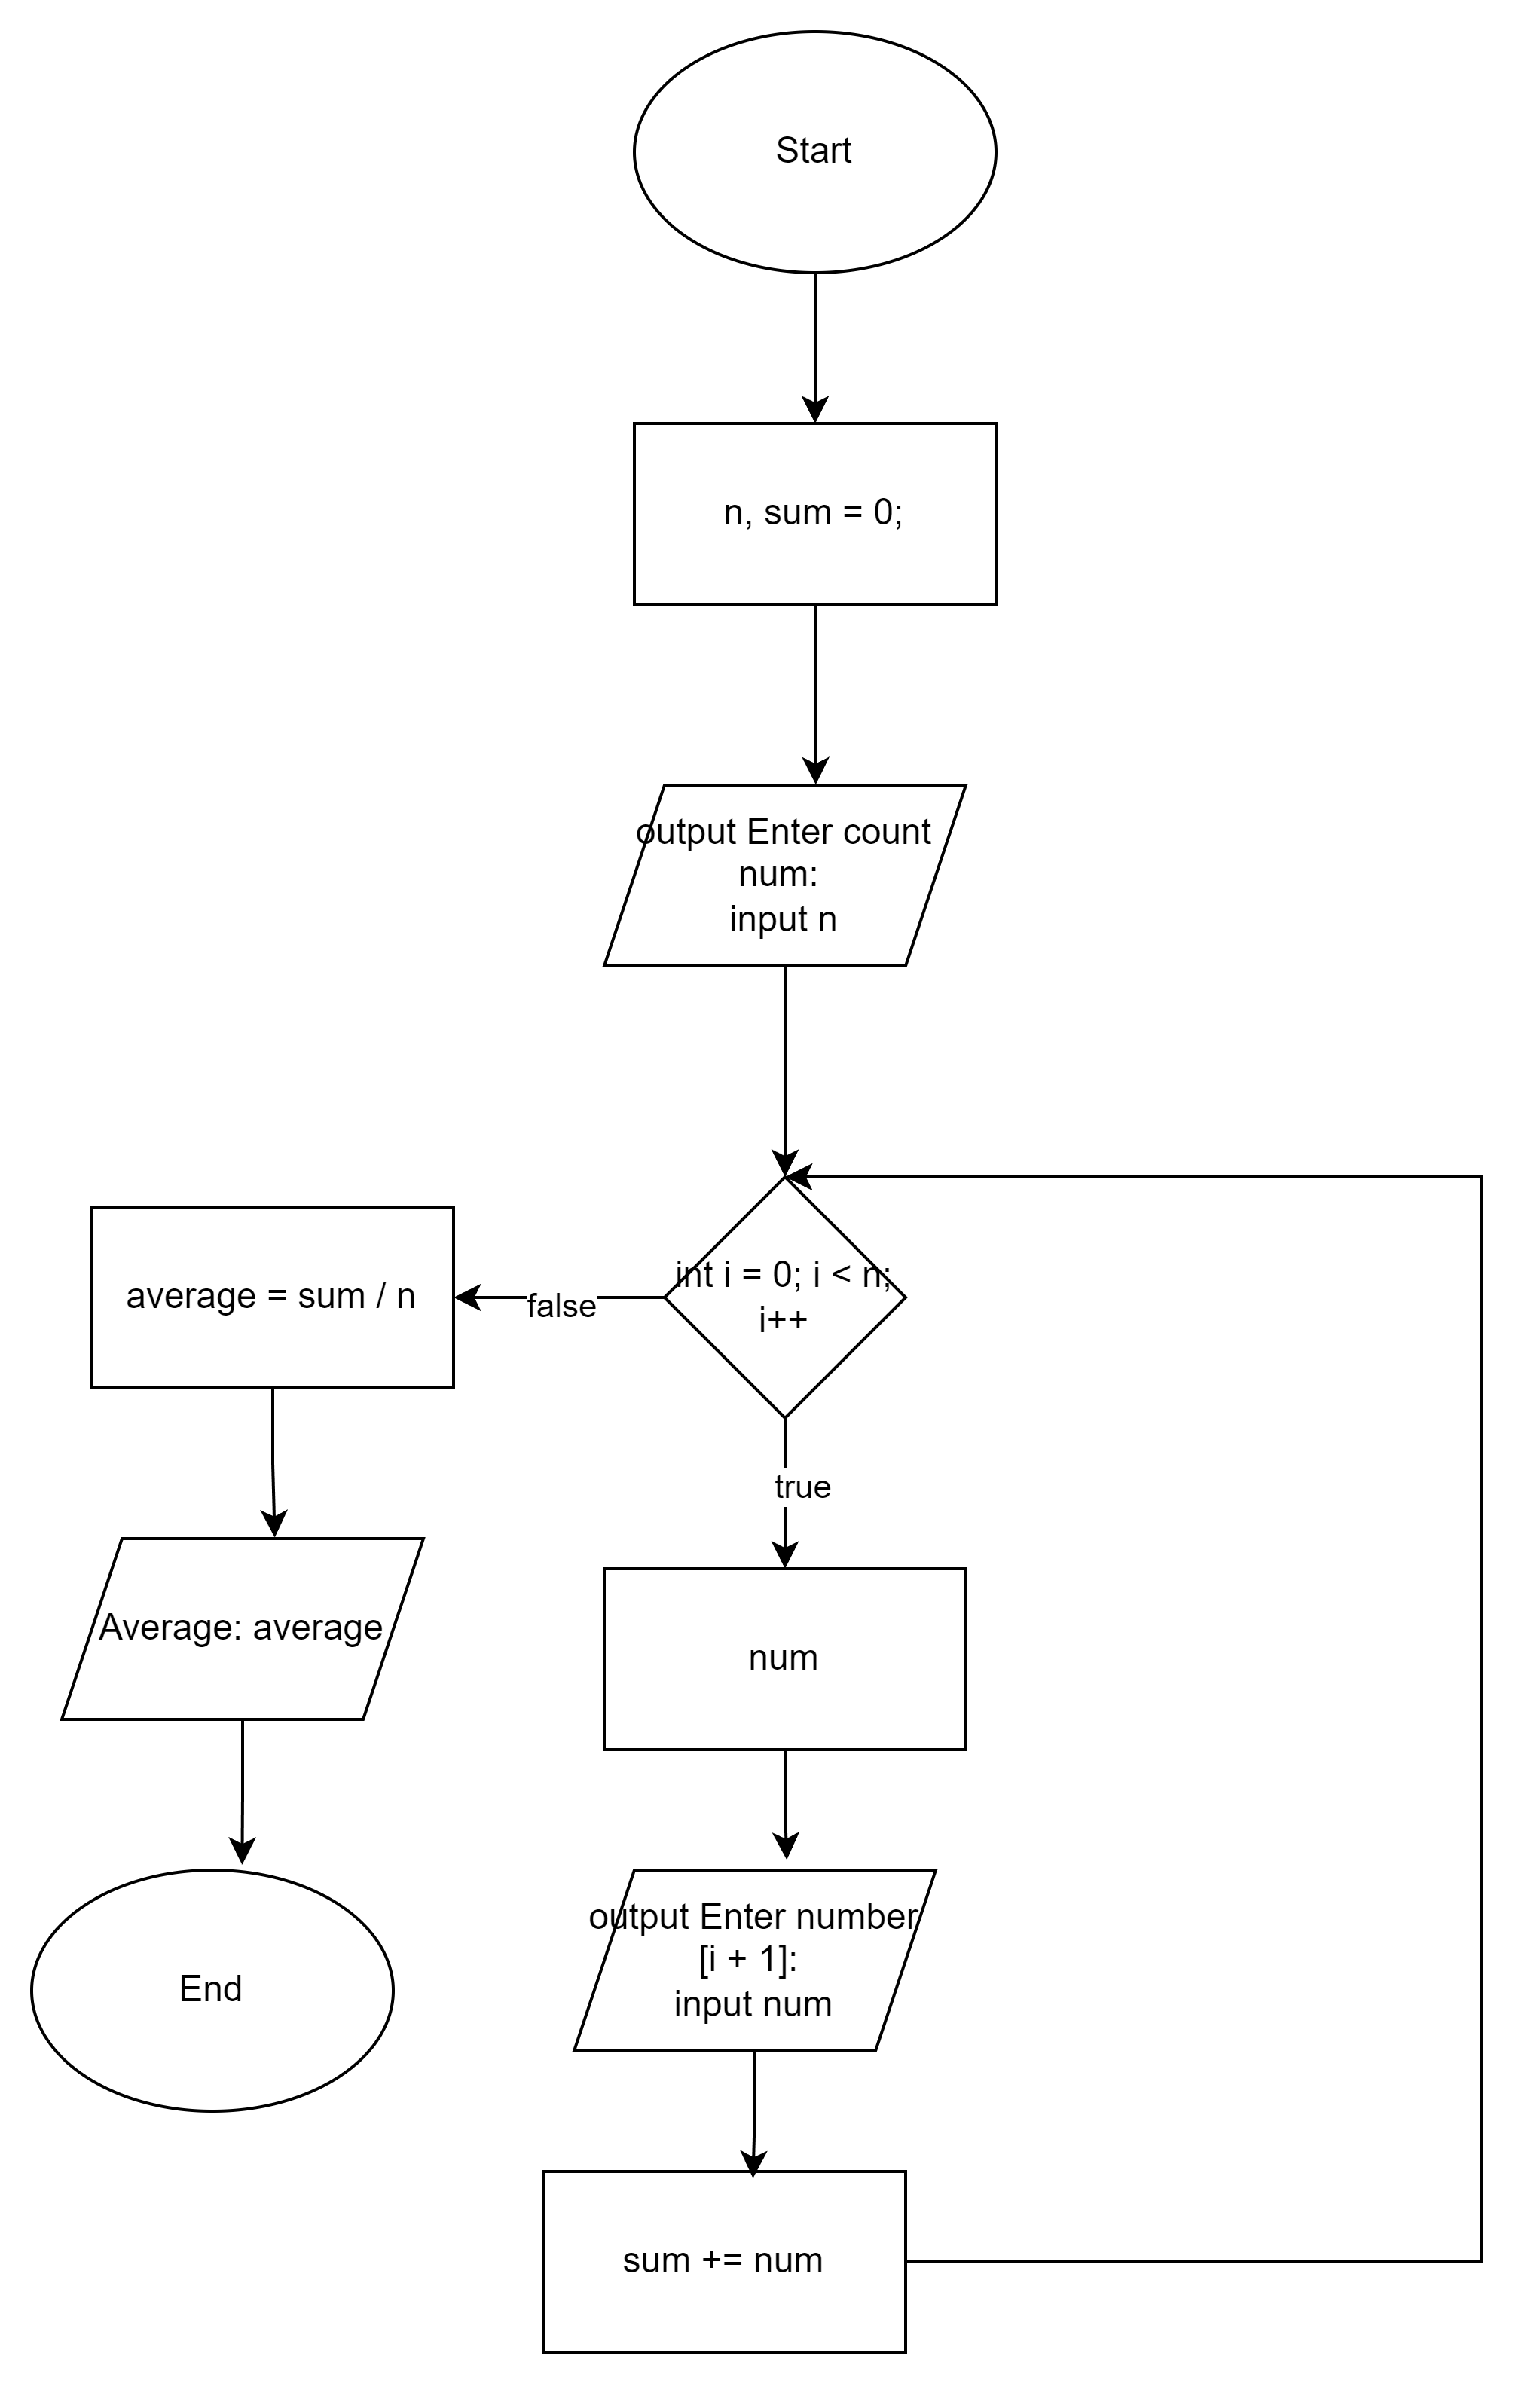 Start
n, sum = 0;
output Enter count
num:
input n
int i = 0; i < n;
i++
false
average = sum / n
true
Average: average
num
End
output Enter number
[i + 1]:
input num
sum += num